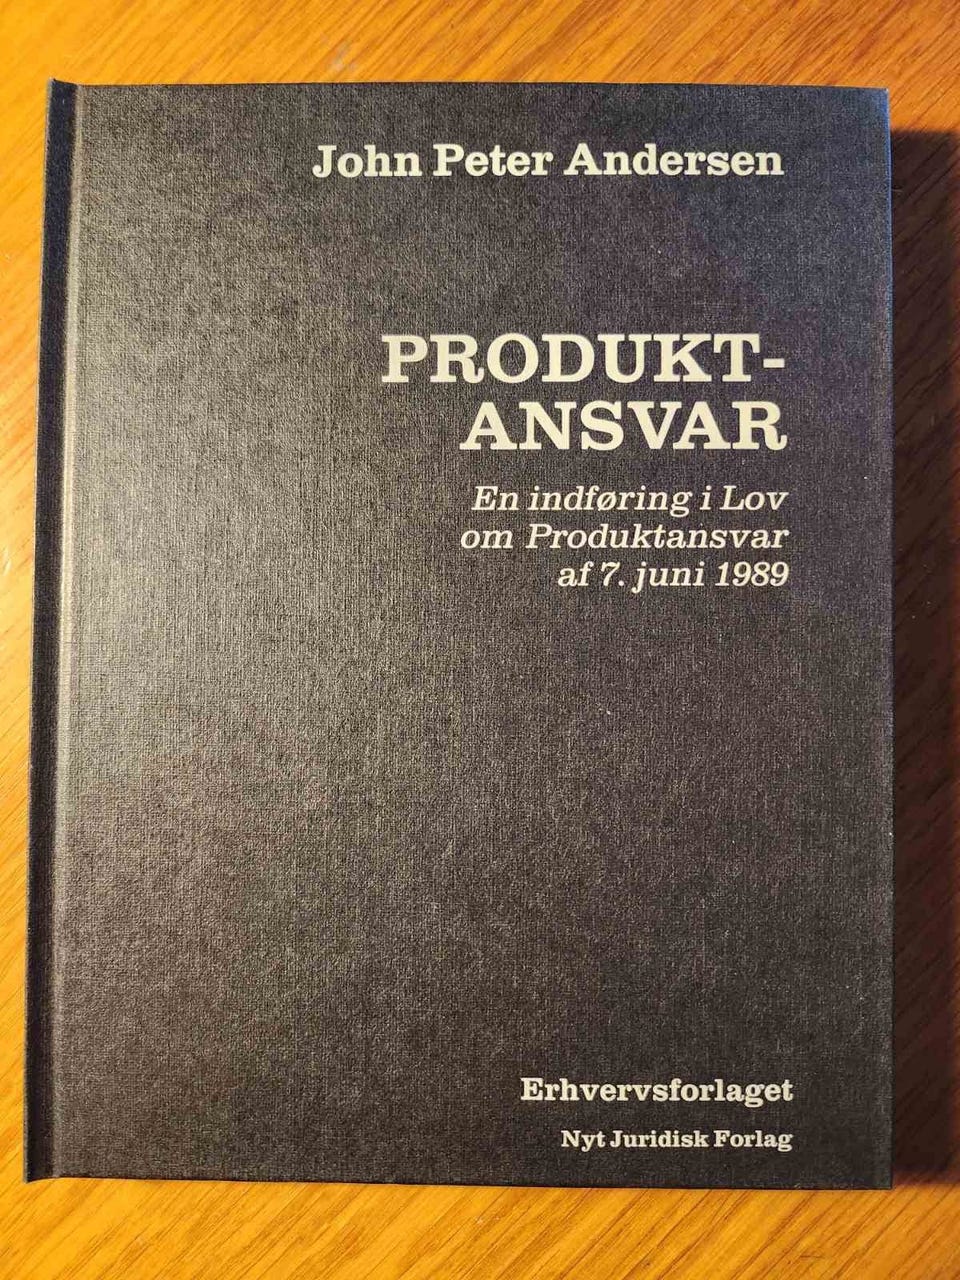 John Peter Andersen
PRODUKT-
ANSVAR
En indføring i Lov
om Produktansvar
af 7. juni 1989
Erhvervsforlaget
Nyt Juridisk Forlag